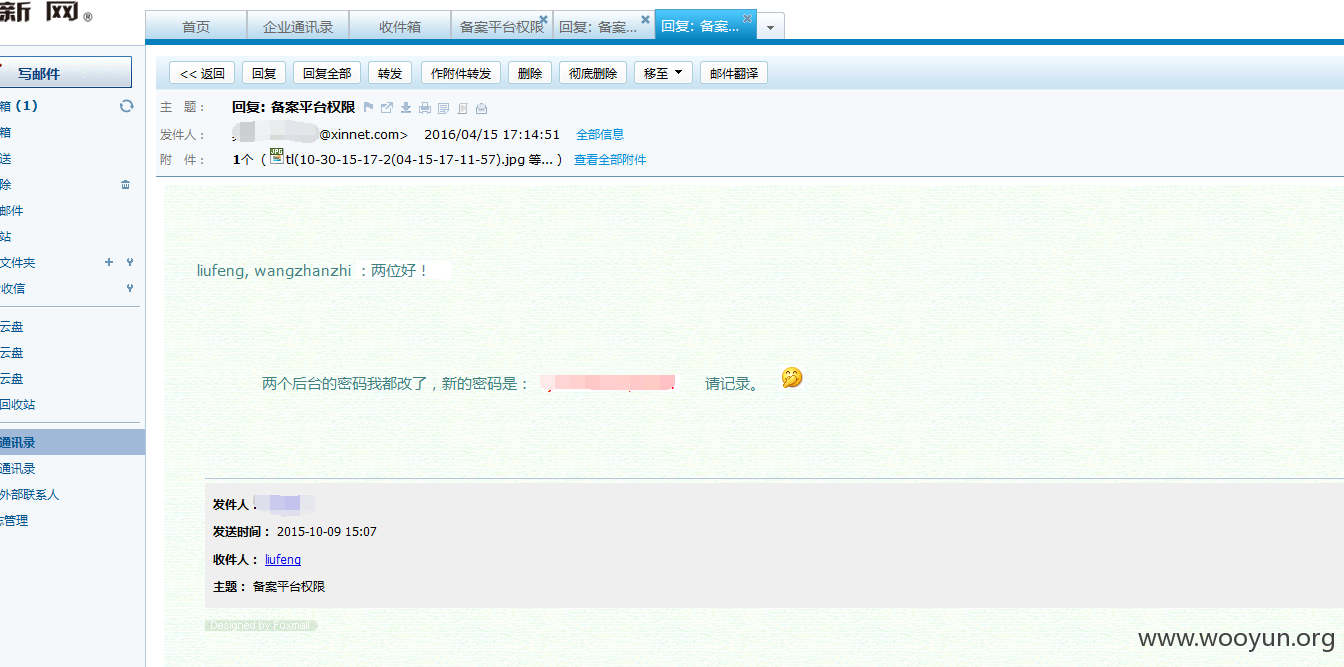 新 网 ®
首页 企业通讯录 收件箱 备案平台权限 回复: 备案... 回复: 备案...
写邮件
<< 返回 回复 回复全部 转发 作附件转发 删除 彻底删除 移至 邮件翻译
箱 (1)
主 题： 回复: 备案平台权限
箱
发件人： @xinnet.com> 2016/04/15 17:14:51 全部信息
送
附 件： 1个 ( JPG tl(10-30-15-17-2(04-15-17-11-57).jpg 等... ) 查看全部附件
除
邮件
站
文件夹
收信
liufeng, wangzhanzhi ：两位好！
云盘
云盘
云盘
两个后台的密码我都改了，新的密码是： 请记录。
回收站
通讯录
通讯录
外部联系人
志管理
发件人：
发送时间： 2015-10-09 15:07
收件人： liufeng
主题： 备案平台权限
Designed by Foxmail
www.wooyun.org